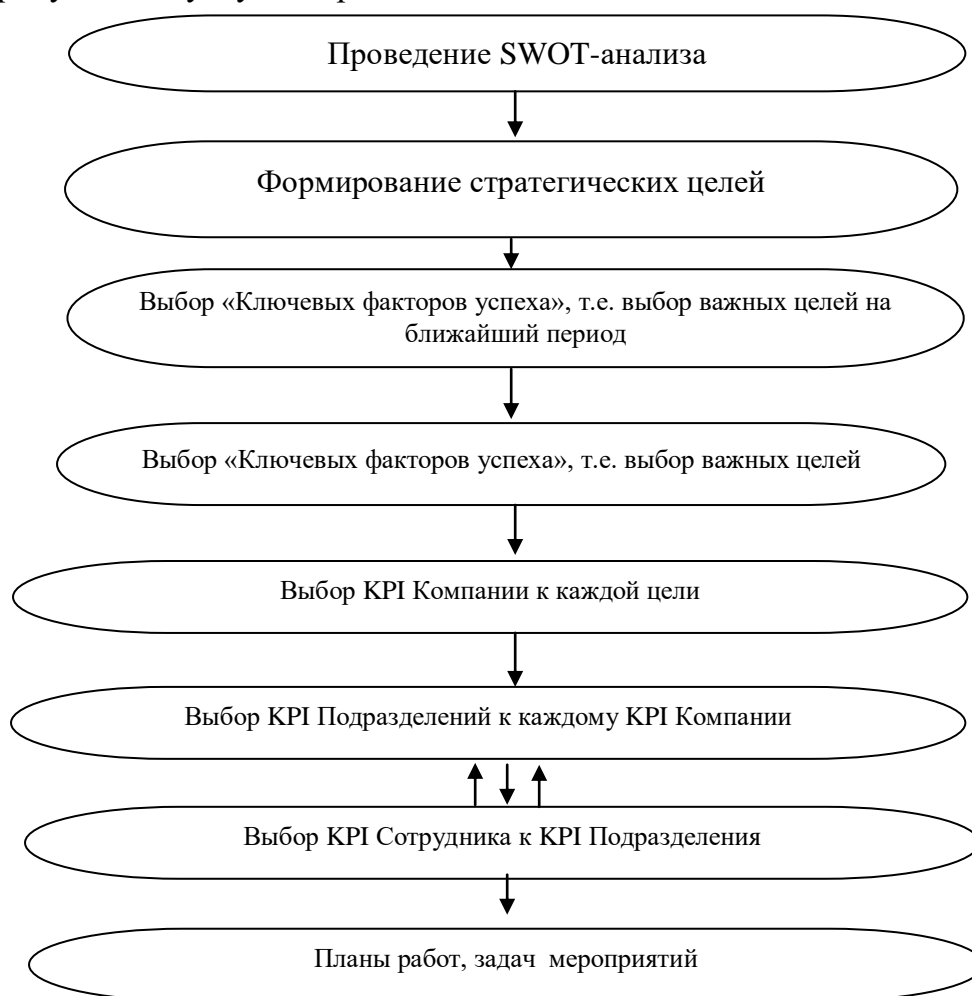 Проведение SWOT-анализа
Формирование стратегических целей
Выбор «Ключевых факторов успеха», т.е. выбор важных целей на
ближайший период
Выбор «Ключевых факторов успеха», т.е. выбор важных целей
Выбор KPI Компании к каждой цели
Выбор KPI Подразделений к каждому KPI Компании
Выбор KPI Сотрудника к KPI Подразделения
Планы работ, задач мероприятий